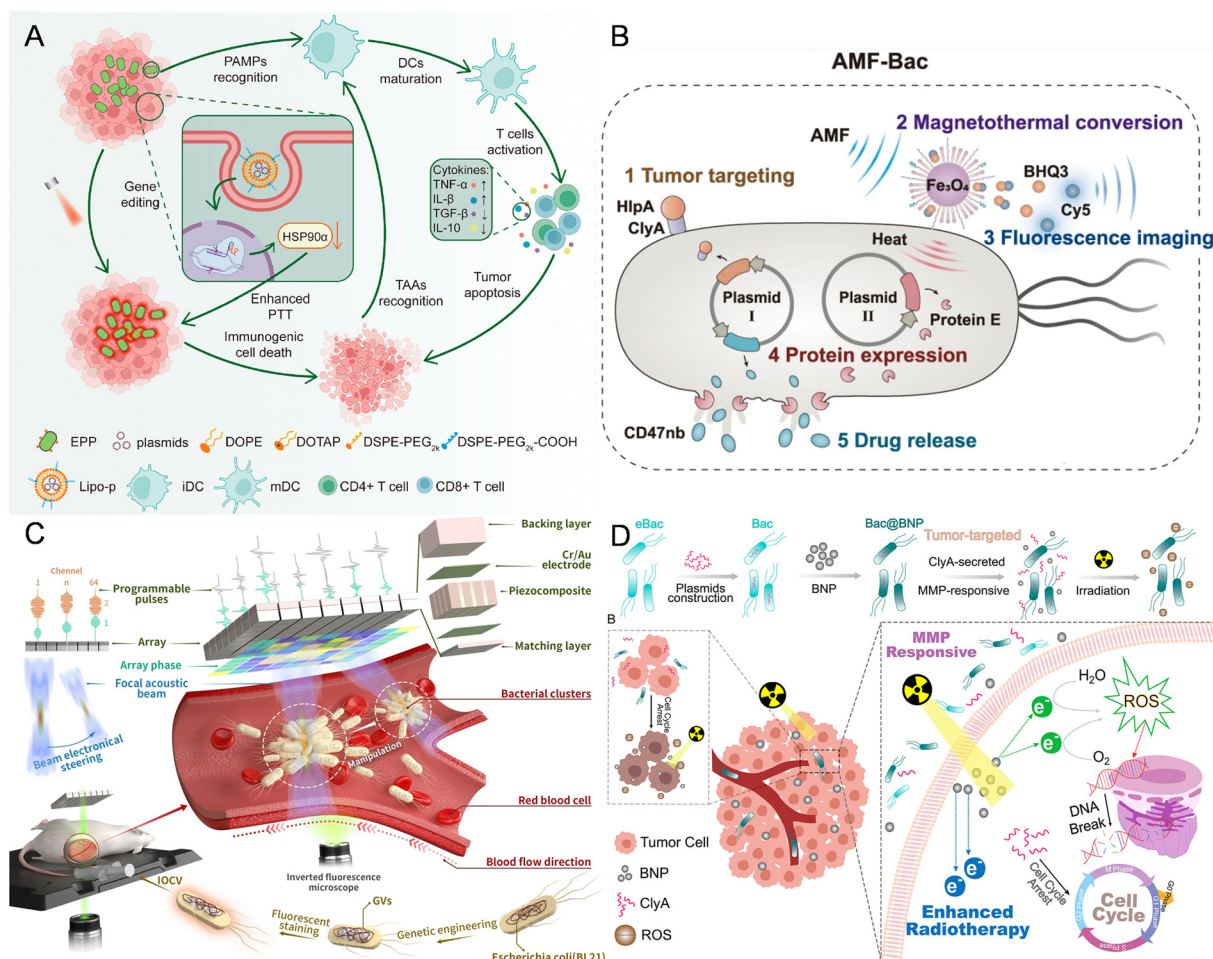 A
PAMPs
recognition
DCs
maturation
T cells
activation
Cytokines:
TNF-α ↑
IL-β ↑
TGF-β ↓
IL-10 ↓
Gene
editing
HSP90α
Enhanced
PTT
TAAs
recognition
Tumor
apoptosis
Immunogenic
cell death
EPP
plasmids
DOPE
DOTAP
DSPE-PEG2k
DSPE-PEG2k-COOH
Lipo-p
iDC
mDC
CD4+ T cell
CD8+ T cell
B
AMF-Bac
AMF
2 Magnetothermal conversion
1 Tumor targeting
HlpA
ClyA
Fe3O4
BHQ3
Cy5
3 Fluorescence imaging
Heat
Plasmid
I
Plasmid
II
Protein E
4 Protein expression
CD47nb
5 Drug release
C
Channel
1 n 64
2
1
Programmable
pulses
Array
Array phase
Focal acoustic
beam
Beam electronical
steering
Backing layer
Cr/Au
electrode
Piezocomposite
Matching layer
Bacterial clusters
Manipulation
Red blood cell
Blood flow direction
Inverted fluorescence
microscope
IOCV
GVs
Fluorescent
staining
Genetic engineering
Escherichia coli(BL21)
D
eBac
Bac
Bac@BNP
Tumor-targeted
Plasmids
construction
BNP
ClyA-secreted
MMP-responsive
Irradiation
B
Cell Cycle
Arrest
Tumor Cell
BNP
ClyA
ROS
MMP
Responsive
H2O
ROS
e-
e-
O2
DNA
Break
e-
e-
Cell Cycle
Arrest
Enhanced
Radiotherapy
M Phase
G0 Phase
G1 Phase
S Phase
G2 Phase
Cell
Cycle